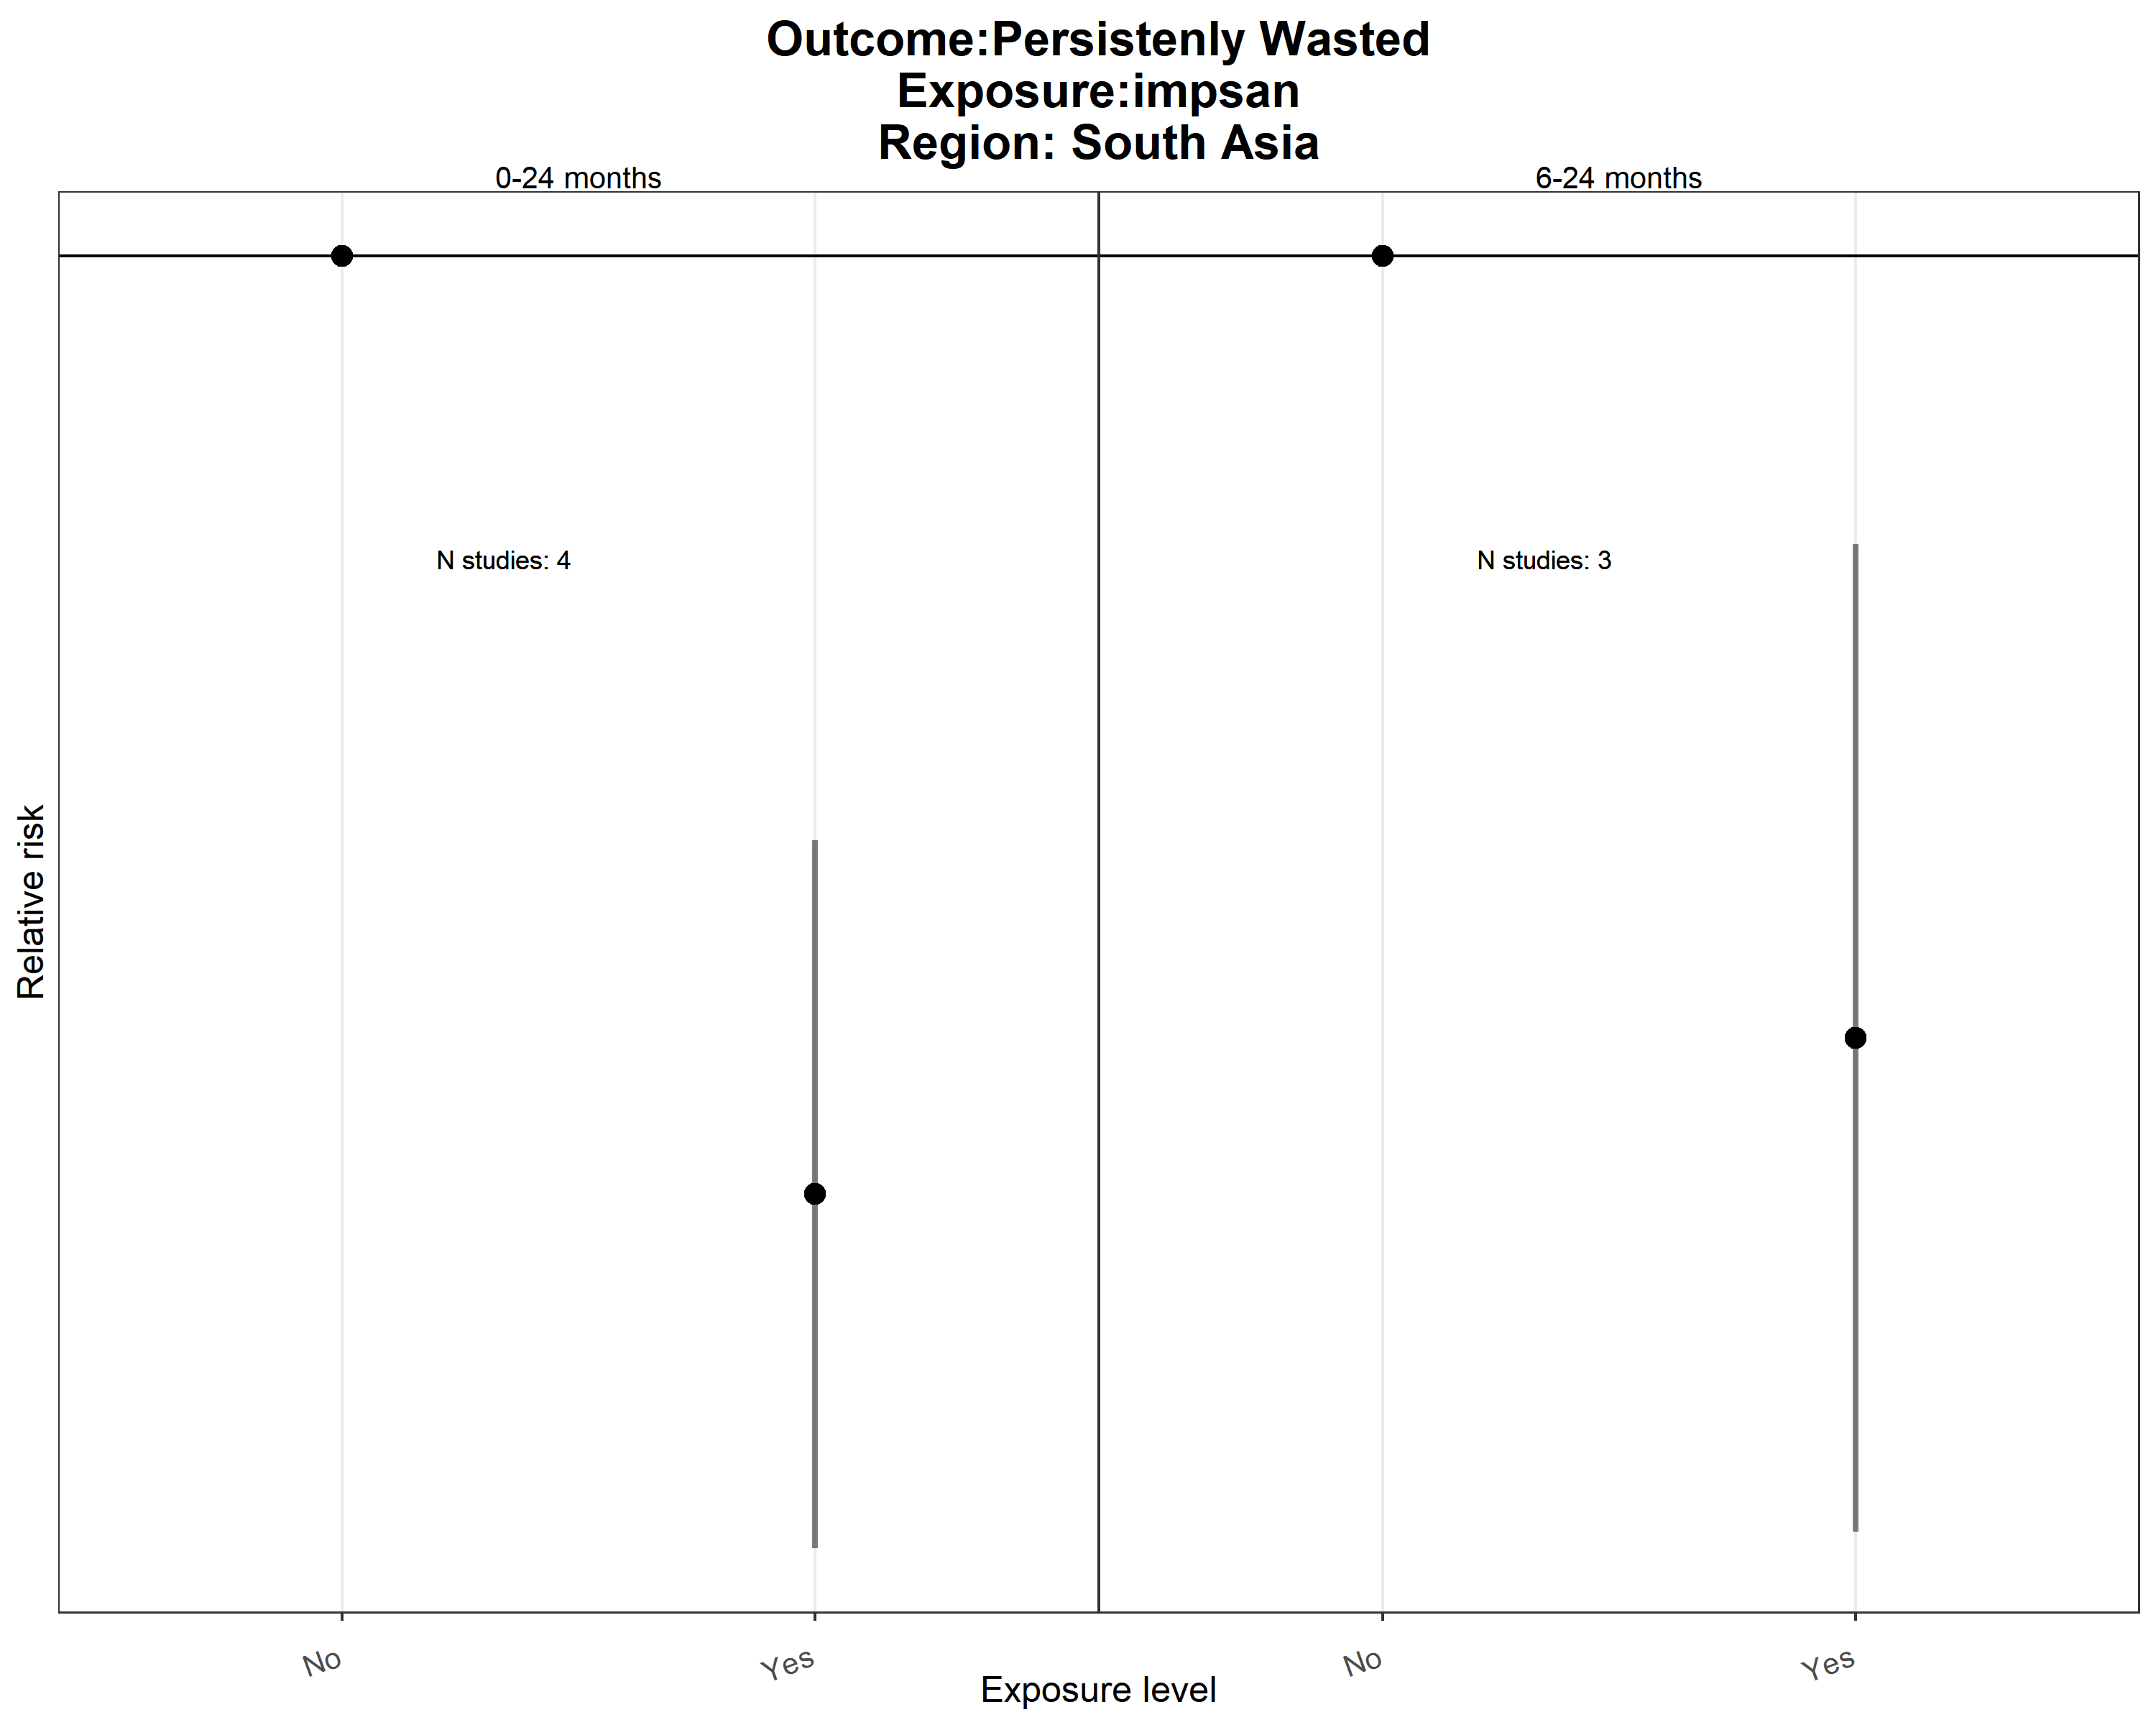 Outcome:Persistenly Wasted
Exposure:impsan
Region: South Asia
0-24 months
6-24 months
N studies: 4
N studies: 3
Relative risk
No
Yes
No
Yes
Exposure level